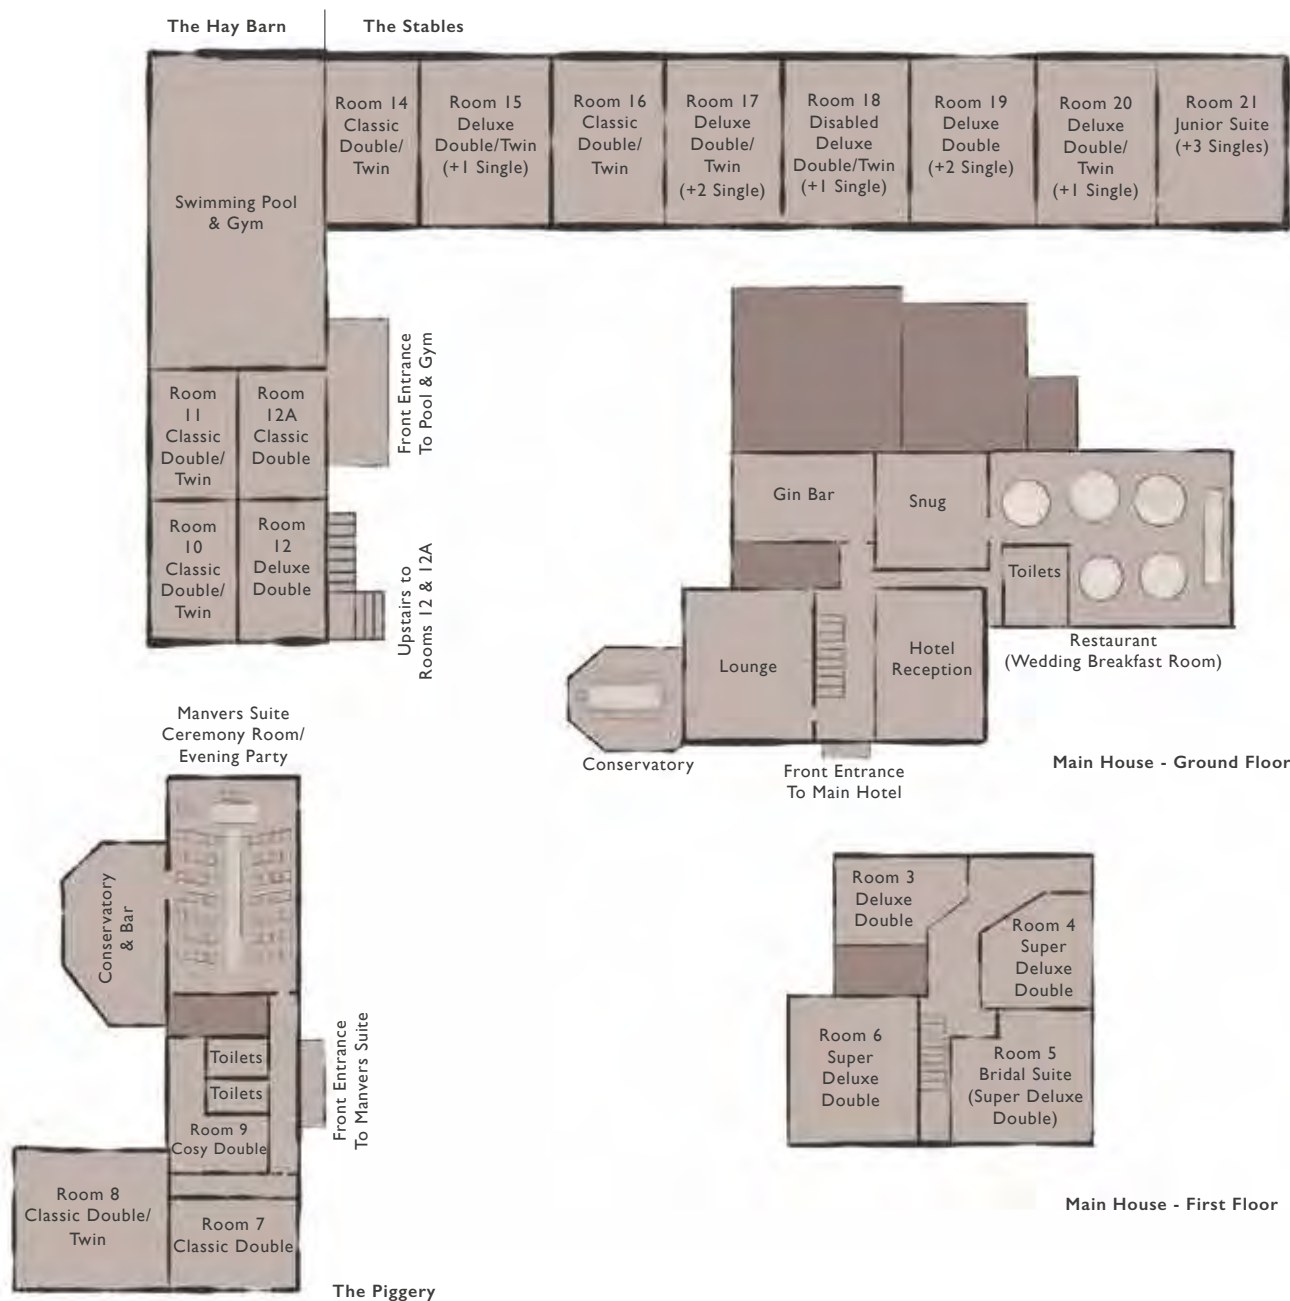 The Hay Barn
The Stables
Swimming Pool
& Gym
Room 14
Classic
Double/
Twin
Room 15
Deluxe
Double/Twin
(+1 Single)
Room 16
Classic
Double/
Twin
Room 17
Deluxe
Double/
Twin
(+2 Single)
Room 18
Disabled
Deluxe
Double/Twin
(+1 Single)
Room 19
Deluxe
Double
(+2 Single)
Room 20
Deluxe
Double/
Twin
(+1 Single)
Room 21
Junior Suite
(+3 Singles)
Front Entrance
To Pool & Gym
Room
11
Classic
Double/
Twin
Room
12A
Classic
Double
Room
10
Classic
Double/
Twin
Room
12
Deluxe
Double
Upstairs to
Rooms 12 & 12A
Gin Bar
Snug
Toilets
Restaurant
(Wedding Breakfast Room)
Lounge
Hotel
Reception
Conservatory
Front Entrance
To Main Hotel
Main House - Ground Floor
Manvers Suite
Ceremony Room/
Evening Party
Conservatory
& Bar
Toilets
Toilets
Front Entrance
To Manvers Suite
Room 9
Cosy Double
Room 8
Classic Double/
Twin
Room 7
Classic Double
The Piggery
Room 3
Deluxe
Double
Room 4
Super
Deluxe
Double
Room 6
Super
Deluxe
Double
Room 5
Bridal Suite
(Super Deluxe
Double)
Main House - First Floor